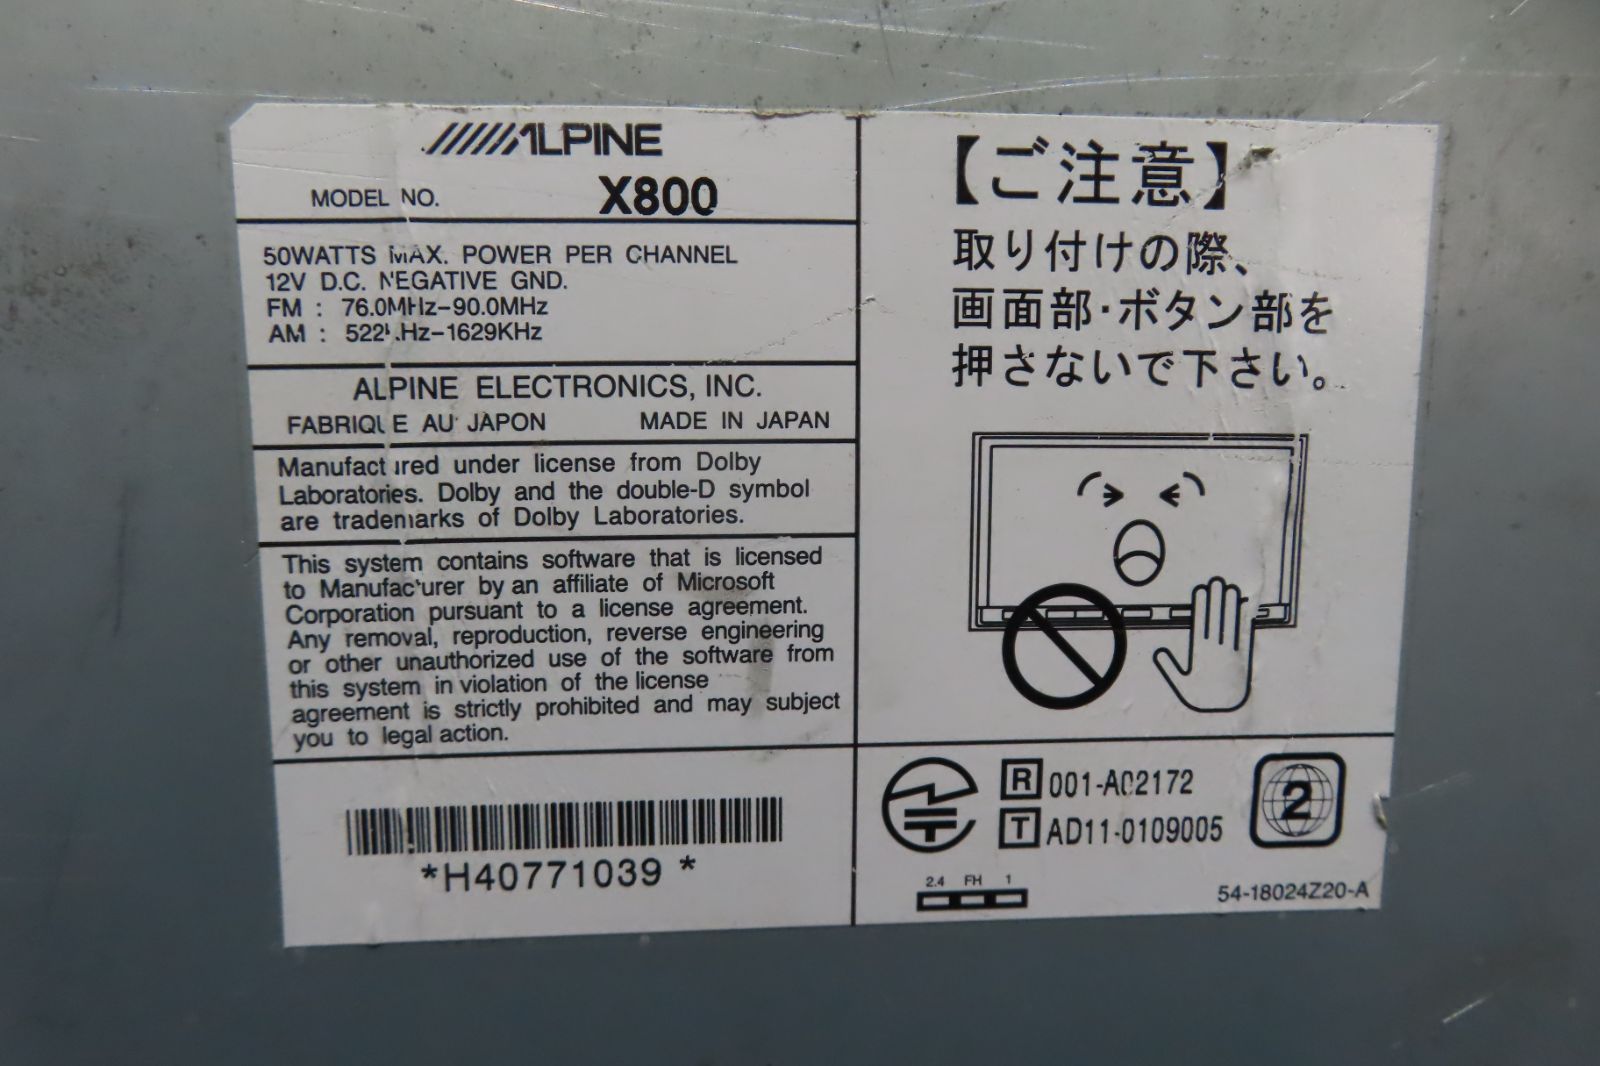 ALPINE
MODEL NO. X800
50WATTS MAX. POWER PER CHANNEL
12V D.C. NEGATIVE GND.
FM : 76.0MHz-90.0MHz
AM : 522KHz-1629KHz
ALPINE ELECTRONICS, INC.
FABRIQUE AU JAPON MADE IN JAPAN
Manufactured under license from Dolby
Laboratories. Dolby and the double-D symbol
are trademarks of Dolby Laboratories.
This system contains software that is licensed
to Manufacturer by an affiliate of Microsoft
Corporation pursuant to a license agreement.
Any removal, reproduction, reverse engineering
or other unauthorized use of the software from
this system in violation of the license
agreement is strictly prohibited and may subject
you to legal action.
*H40771039*
【ご注意】
取り付けの際、
画面部・ボタン部を
押さないで下さい。
R 001-A02172
T AD11-0109005
2
2.4 FH 1
54-18024Z20-A